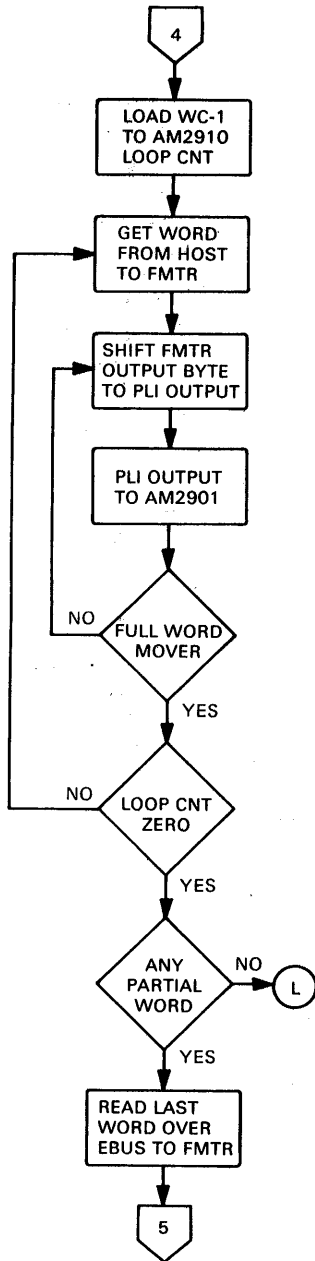 4
LOAD WC-1
TO AM2910
LOOP CNT
GET WORD
FROM HOST
TO FMTR
SHIFT FMTR
OUTPUT BYTE
TO PLI OUTPUT
PLI OUTPUT
TO AM2901
NO
FULL WORD
MOVER
YES
NO
LOOP CNT
ZERO
YES
ANY
PARTIAL
WORD
NO
L
YES
READ LAST
WORD OVER
EBUS TO FMTR
5